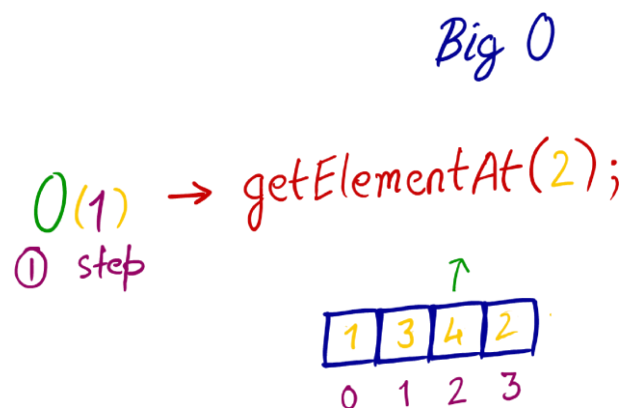 Big O
O(1) → getElementAt(2);
① step
↑
1 3 4 2
0 1 2 3